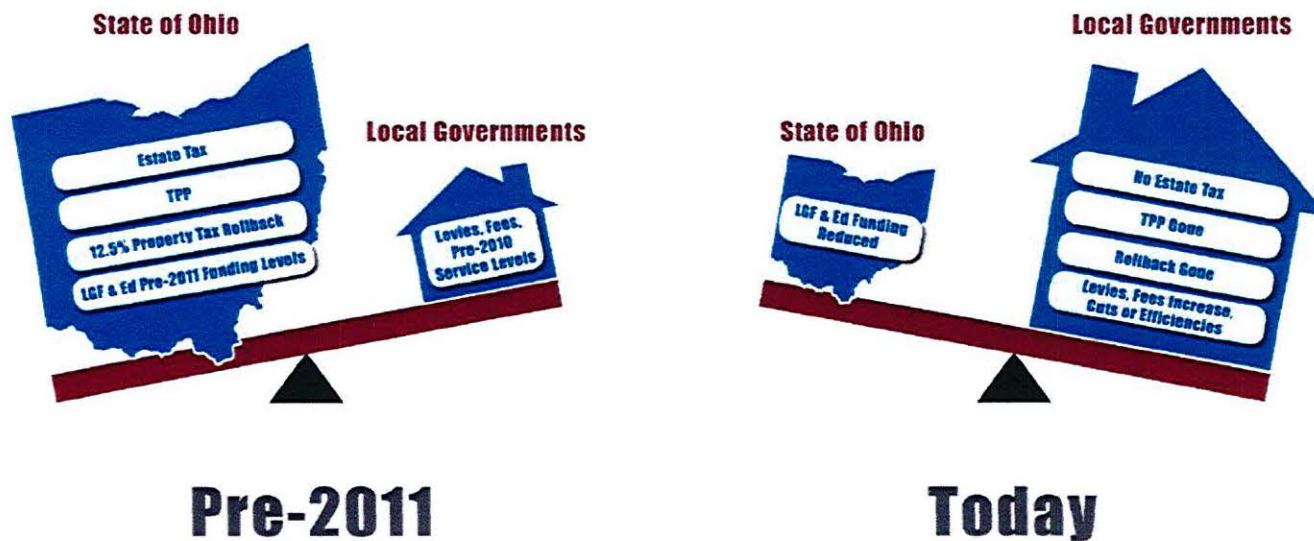 State of Ohio
Estate Tax
TPP
12.5% Property Tax Rollback
LGF & Ed Pre-2011 Funding Levels
Local Governments
Levies, Fees,
Pre-2010
Service Levels
Pre-2011
State of Ohio
LGF & Ed Funding
Reduced
Local Governments
No Estate Tax
TPP Gone
Rollback Gone
Levies, Fees Increase,
Cuts or Efficiencies
Today